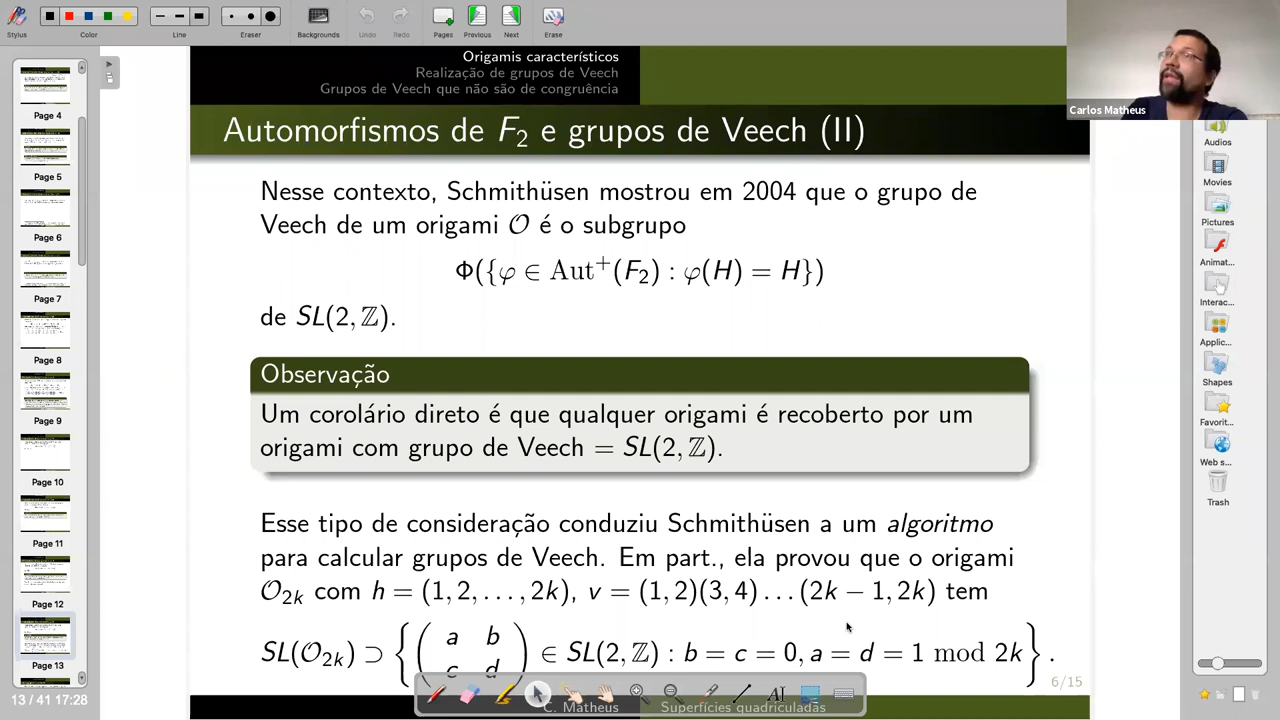 Stylus
Color
Line
Eraser
Backgrounds
Undo
Redo
Pages
Previous
Next
Erase
Carlos Matheus
Page 4
Page 5
Page 6
Page 7
Page 8
Page 9
Page 10
Page 11
Page 12
Page 13
Origamis característicos
Realização de grupos de Veech
Grupos de Veech que não são de congruência
Automorfismos de F₂ e grupos de Veech (II)
Nesse contexto, Schmithüsen mostrou em 2004 que o grupo de
Veech de um origami 𝒪 é o subgrupo
Φ({φ ∈ Aut⁺(F₂) : φ(H) = H})
de SL(2, ℤ).
Observação
Um corolário direto é que qualquer origami é recoberto por um
origami com grupo de Veech = SL(2, ℤ).
Esse tipo de consideração conduziu Schmithüsen a um algoritmo
para calcular grupos de Veech. Em part, ela provou que o origami
𝒪₂ₖ com h = (1, 2, . . . , 2k), v = (1, 2)(3, 4) . . . (2k − 1, 2k) tem
SL(𝒪₂ₖ) ⊃ { ( a b
c d ) ∈ SL(2, ℤ) : b = c = 0, a = d = 1 mod 2k } .
6/15
C. Matheus
Superfícies quadriculadas
Audios
Movies
Pictures
Animat...
Interac...
Applic...
Shapes
Favorit...
Web s...
Trash
13 / 41 17:28